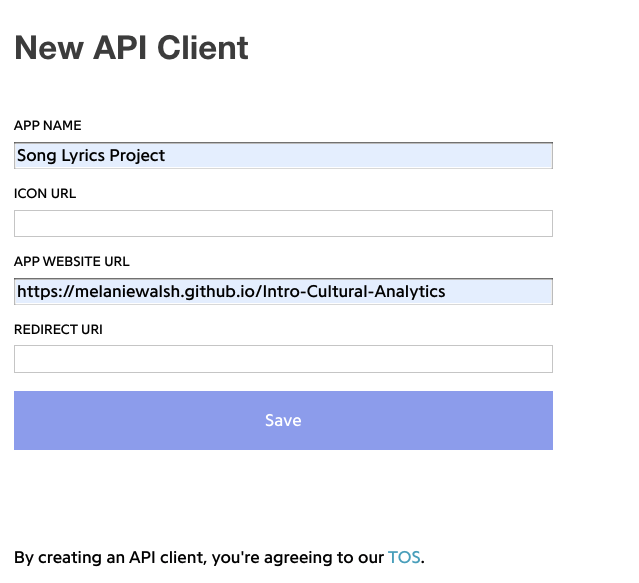 New API Client
APP NAME
Song Lyrics Project
ICON URL
APP WEBSITE URL
https://melaniewalsh.github.io/Intro-Cultural-Analytics
REDIRECT URI
Save
By creating an API client, you're agreeing to our TOS.